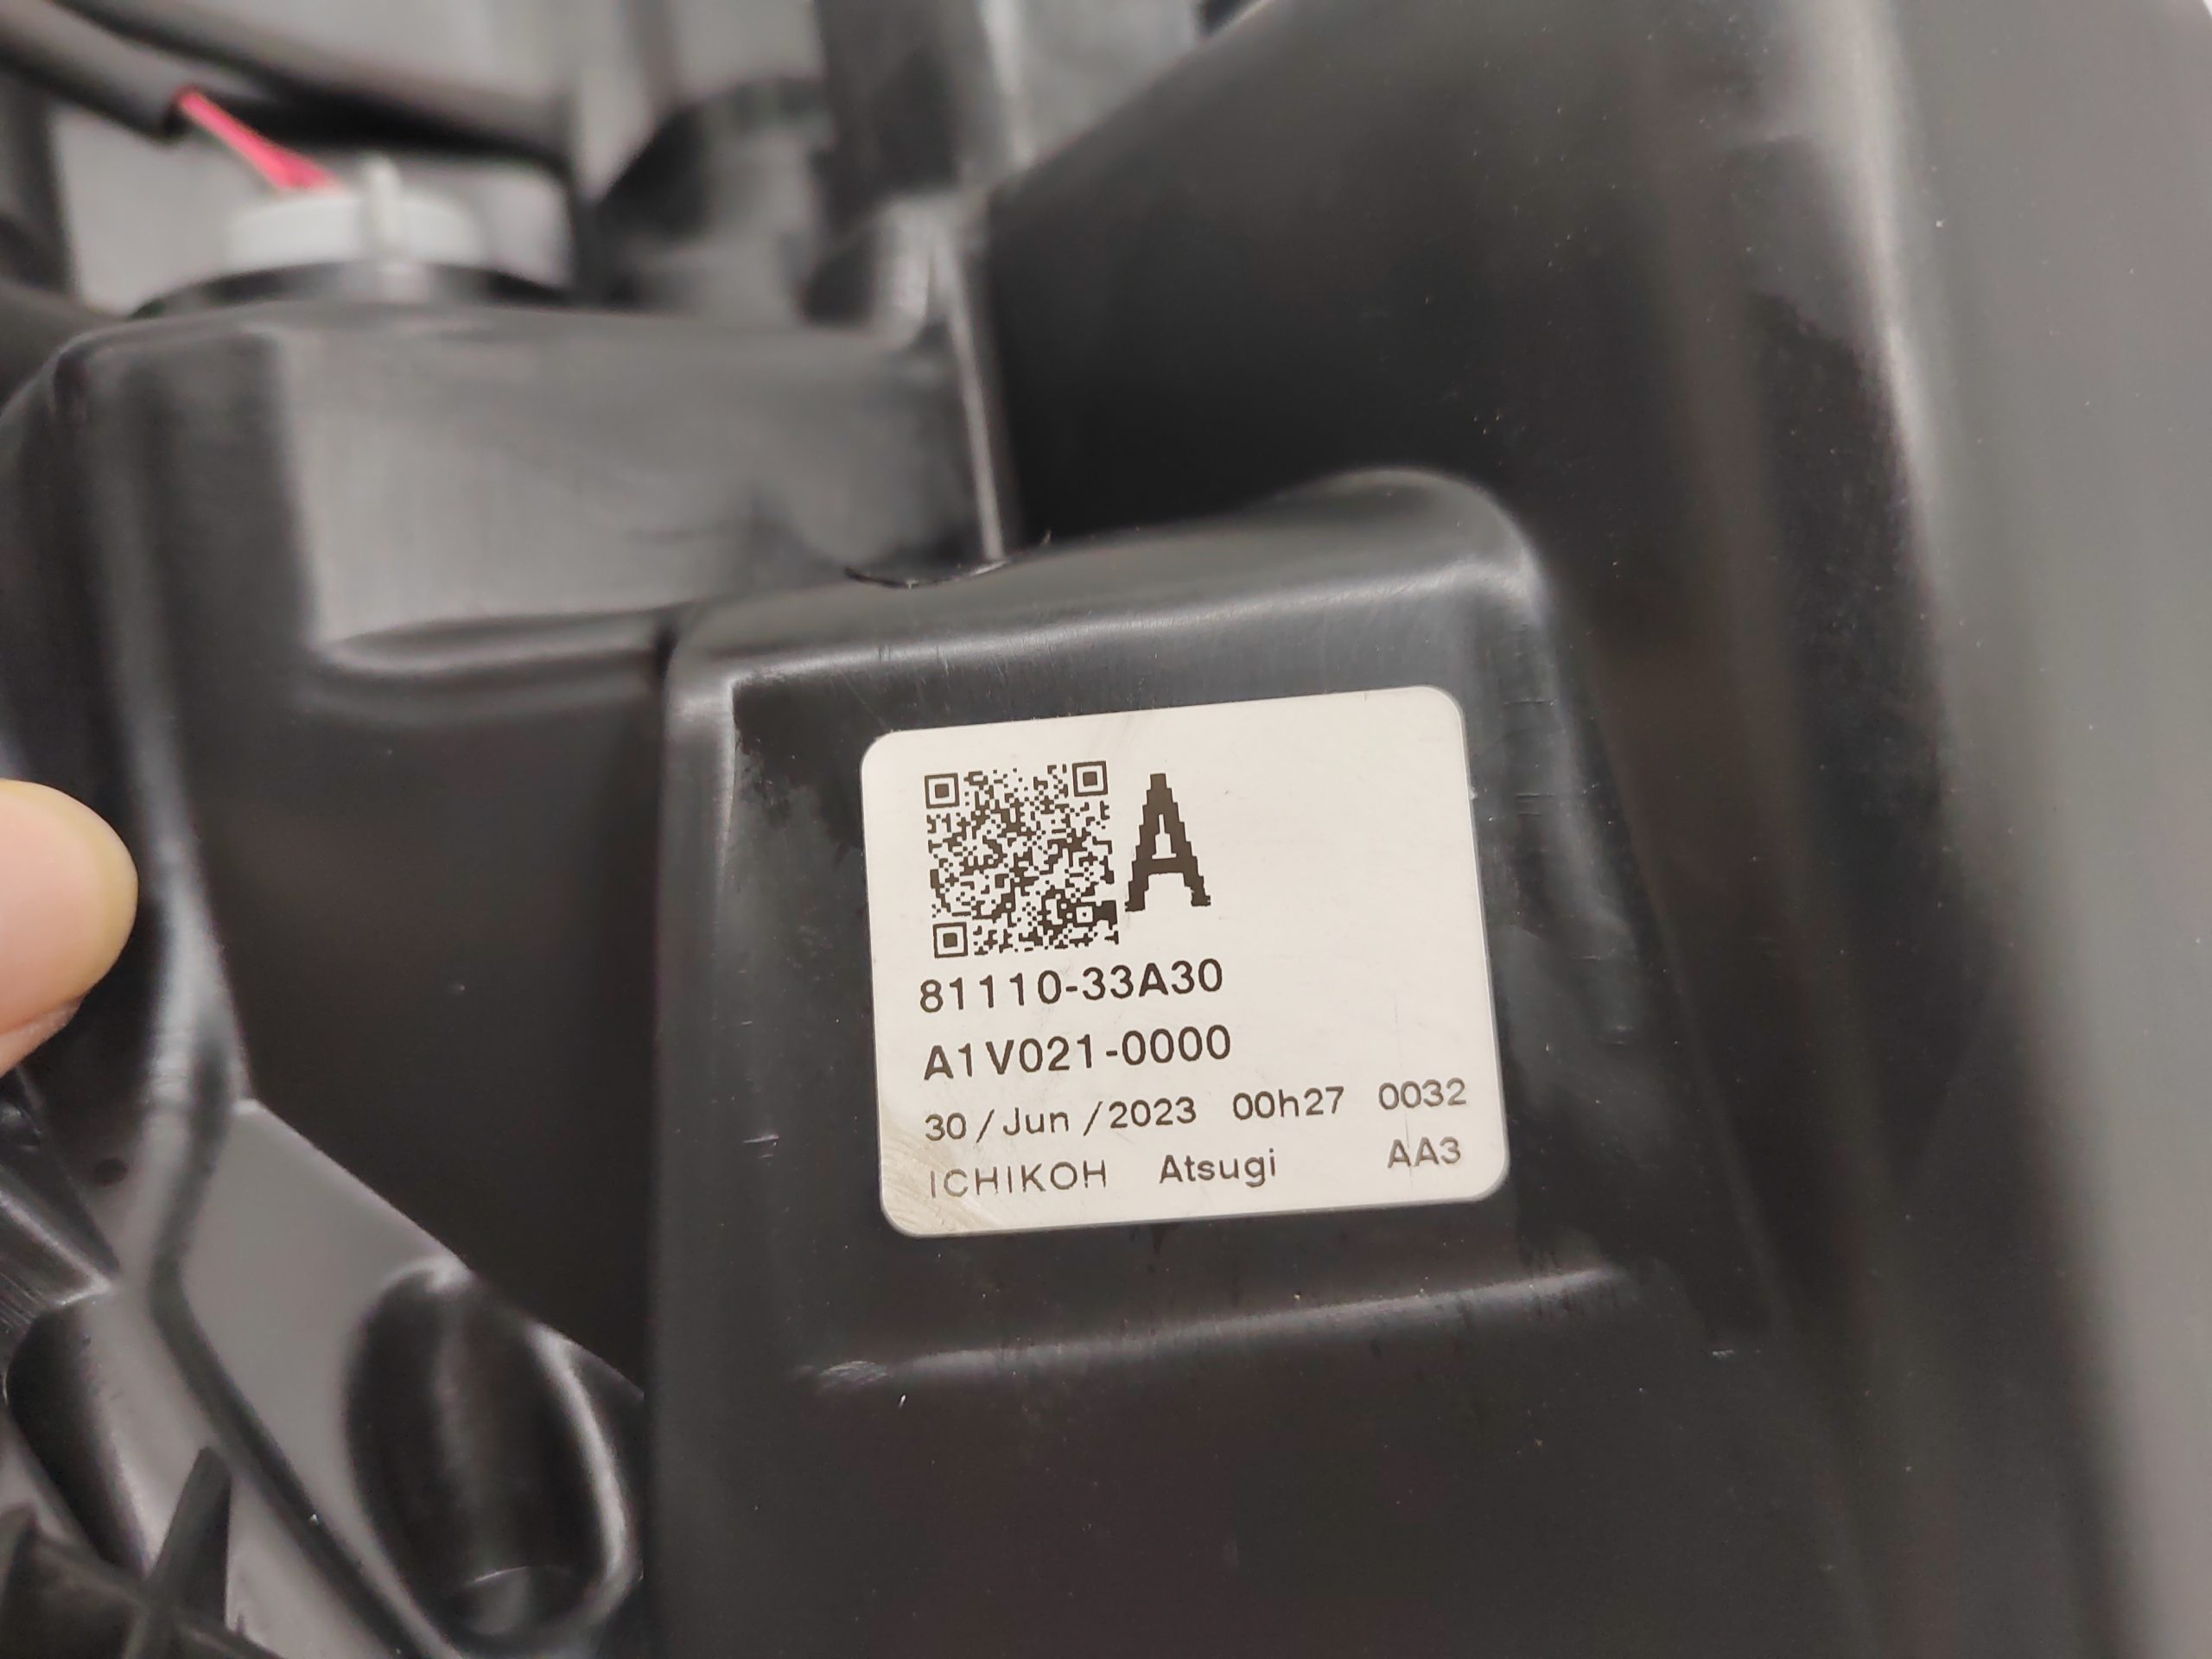 A
81110-33A30
A1V021-0000
30/Jun/2023 00h27 0032
ICHIKOH Atsugi AA3